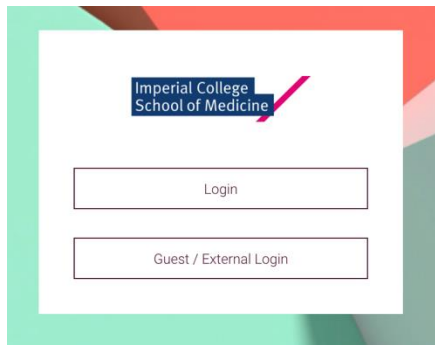 Imperial College
School of Medicine
Login
Guest / External Login